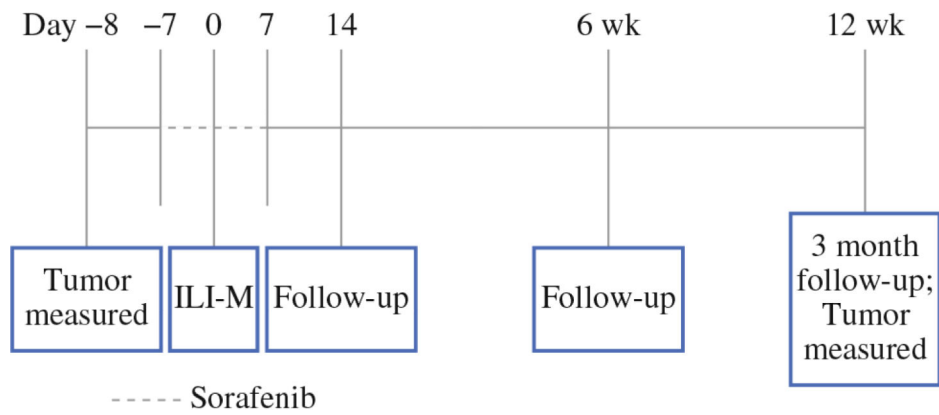 Day −8 −7 0 7 14 6 wk 12 wk
Tumor
measured
ILI-M
Follow-up
Follow-up
3 month
follow-up;
Tumor
measured
Sorafenib